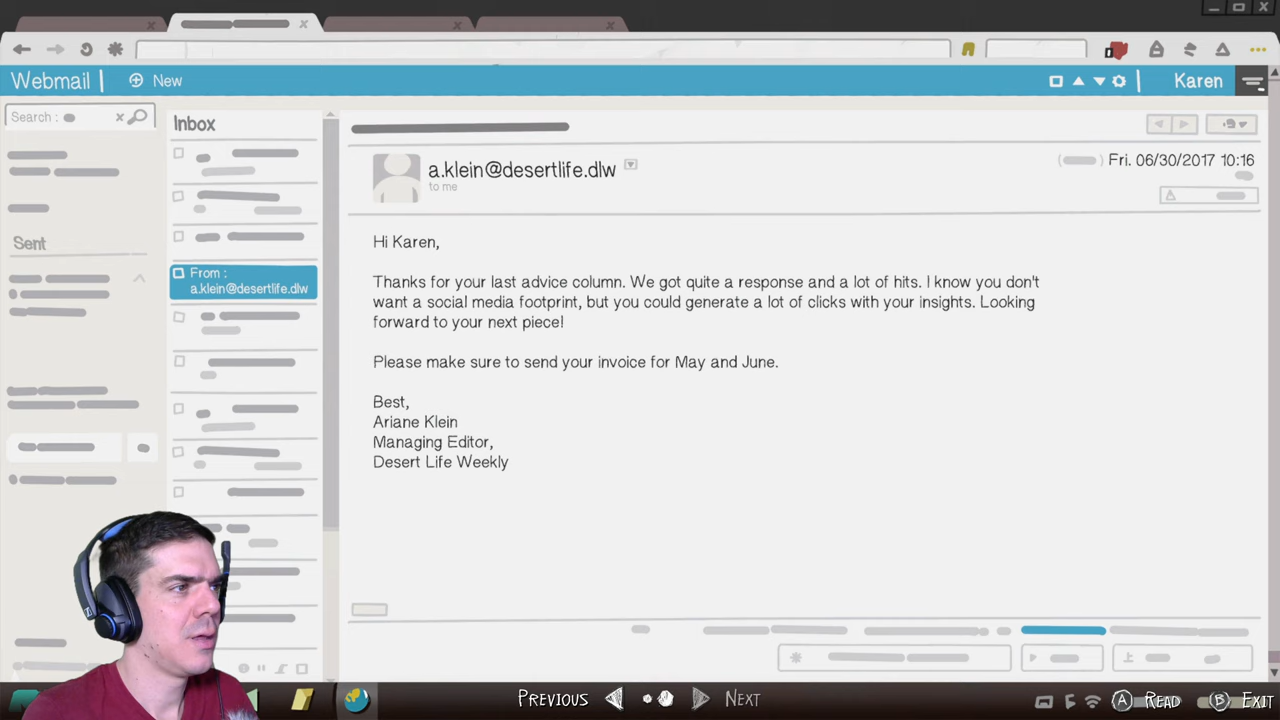 Webmail
New
Karen
Search :
Inbox
a.klein@desertlife.dlw
to me
Fri. 06/30/2017 10:16
Sent
From :
a.klein@desertlife.dlw
Hi Karen,
Thanks for your last advice column. We got quite a response and a lot of hits. I know you don't
want a social media footprint, but you could generate a lot of clicks with your insights. Looking
forward to your next piece!
Please make sure to send your invoice for May and June.
Best,
Ariane Klein
Managing Editor,
Desert Life Weekly
Previous
Next
A Read
B Exit